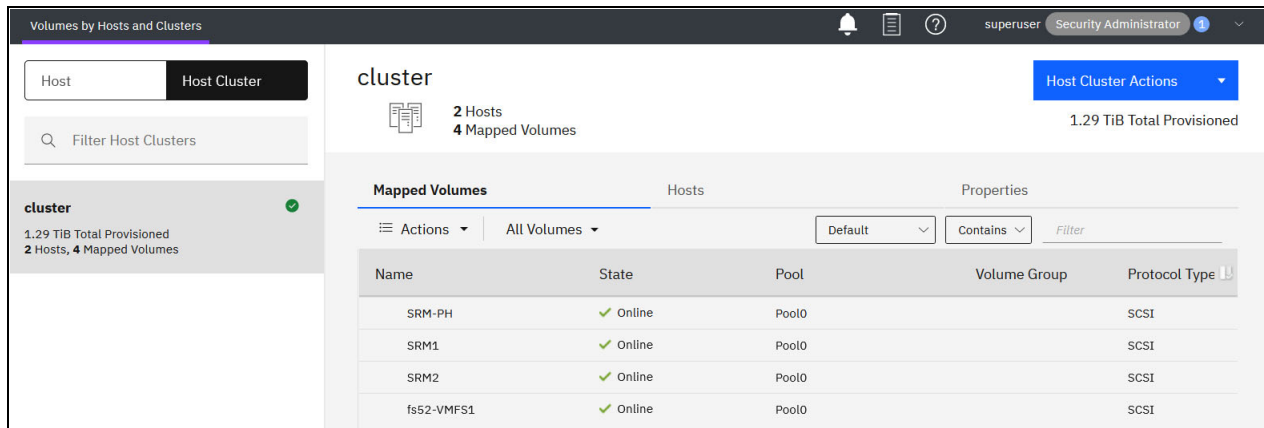 Volumes by Hosts and Clusters
superuser Security Administrator 1
Host Host Cluster
Filter Host Clusters
cluster
1.29 TiB Total Provisioned
2 Hosts, 4 Mapped Volumes
cluster
2 Hosts
4 Mapped Volumes
Host Cluster Actions
1.29 TiB Total Provisioned
Mapped Volumes Hosts Properties
Actions All Volumes Default Contains Filter
Name State Pool Volume Group Protocol Type
SRM-PH Online Pool0 SCSI
SRM1 Online Pool0 SCSI
SRM2 Online Pool0 SCSI
fs52-VMFS1 Online Pool0 SCSI